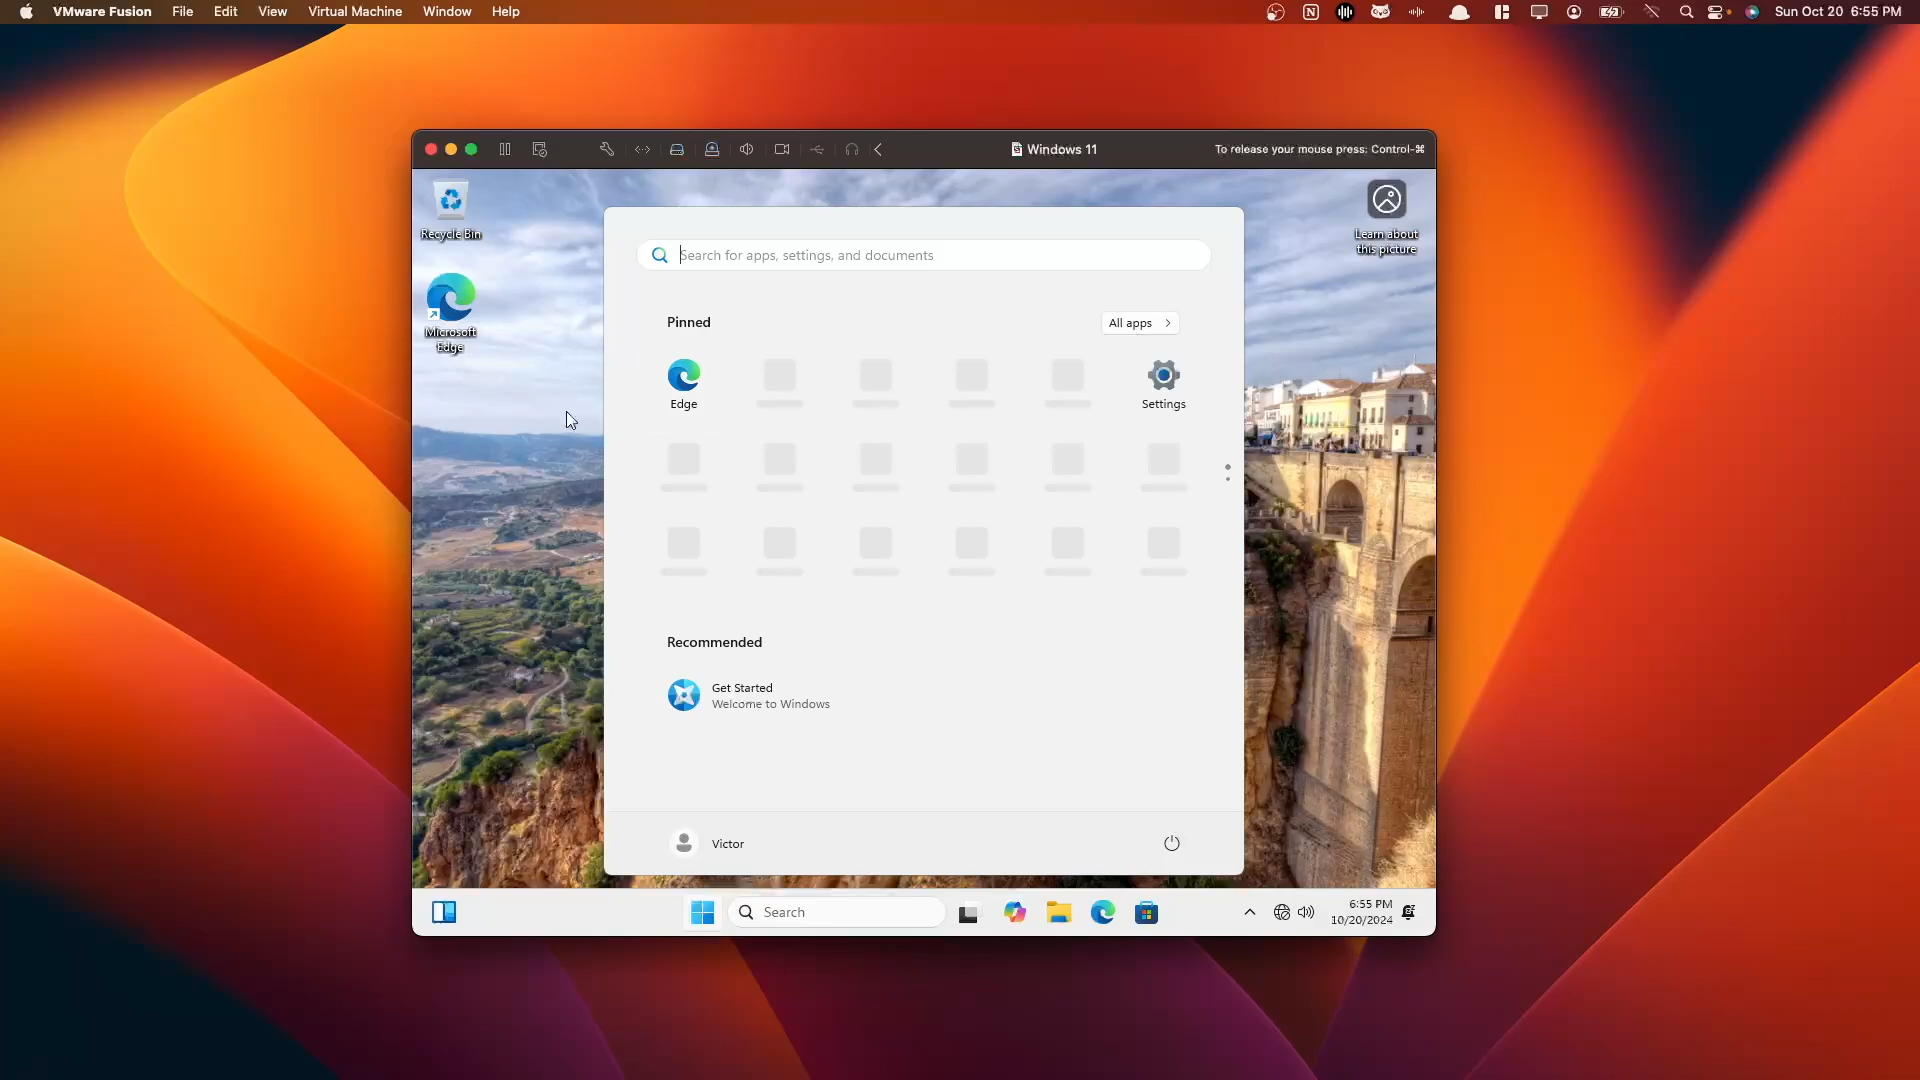 VMware Fusion File Edit View Virtual Machine Window Help
Sun Oct 20 6:55 PM
Windows 11
To release your mouse press: Control-⌘
Recycle Bin
Microsoft
Edge
Learn about
this picture
Search for apps, settings, and documents
Pinned
All apps
Edge
Settings
Recommended
Get Started
Welcome to Windows
Victor
Search
6:55 PM
10/20/2024